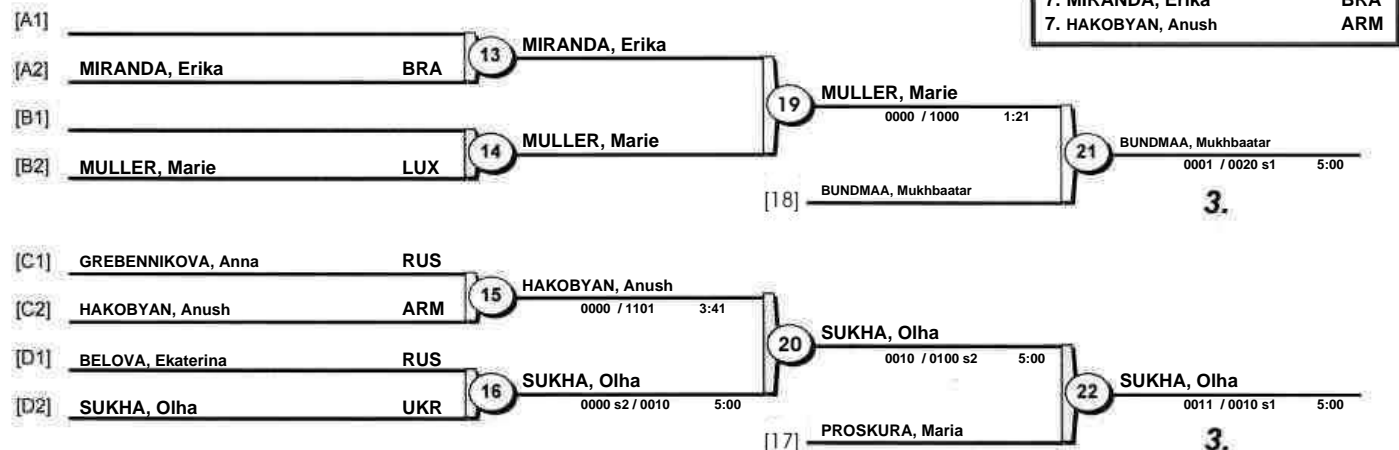 7. MIRANDA, Erika BRA
7. HAKOBYAN, Anush ARM
[A1]
[A2] MIRANDA, Erika BRA
13 MIRANDA, Erika
[B1]
[B2] MULLER, Marie LUX
14 MULLER, Marie
19 MULLER, Marie
0000 / 1000 1:21
[18] BUNDMAA, Mukhbaatar
21 BUNDMAA, Mukhbaatar
0001 / 0020 s1 5:00
3.
[C1] GREBENNIKOVA, Anna RUS
[C2] HAKOBYAN, Anush ARM
15 HAKOBYAN, Anush
0000 / 1101 3:41
[D1] BELOVA, Ekaterina RUS
[D2] SUKHA, Olha UKR
16 SUKHA, Olha
0000 s2 / 0010 5:00
20 SUKHA, Olha
0010 / 0100 s2 5:00
[17] PROSKURA, Maria
22 SUKHA, Olha
0011 / 0010 s1 5:00
3.